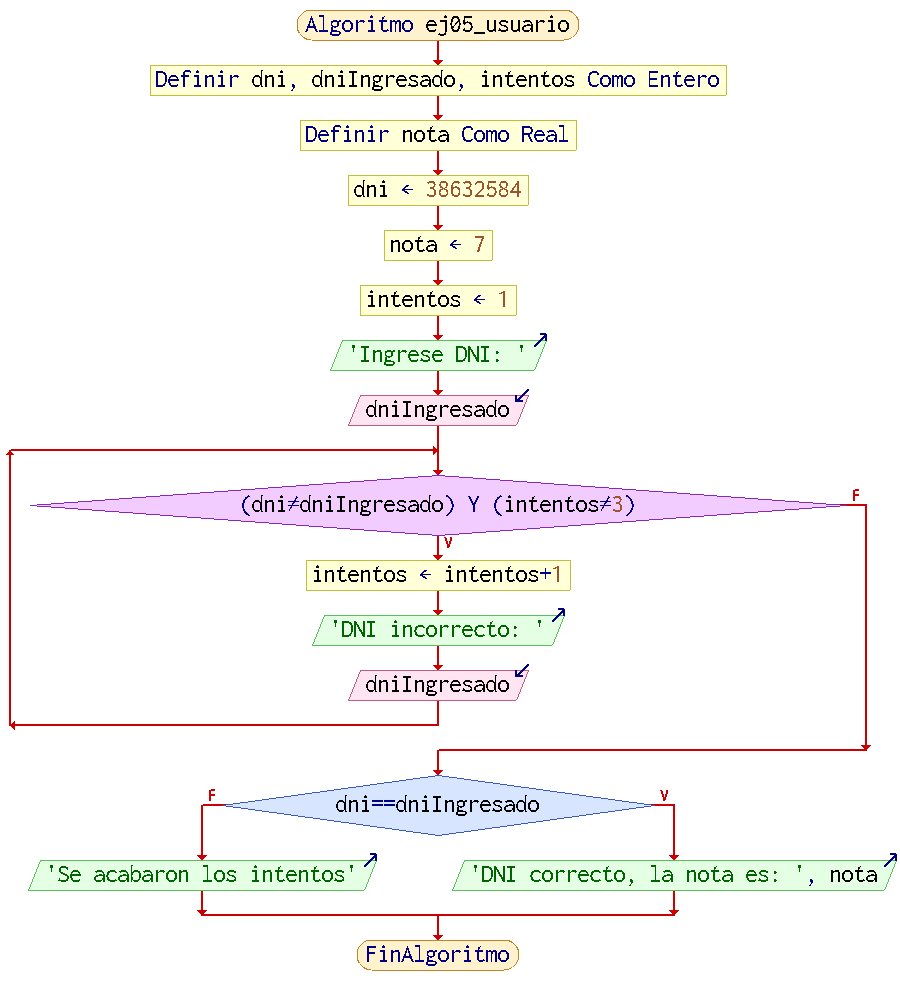 Algoritmo ej05_usuario
Definir dni, dniIngresado, intentos Como Entero
Definir nota Como Real
dni ← 38632584
nota ← 7
intentos ← 1
'Ingrese DNI: '
dniIngresado
(dni≠dniIngresado) Y (intentos≠3)
F
V
intentos ← intentos+1
'DNI incorrecto: '
dniIngresado
F
V
dni==dniIngresado
'Se acabaron los intentos'
'DNI correcto, la nota es: ', nota
FinAlgoritmo